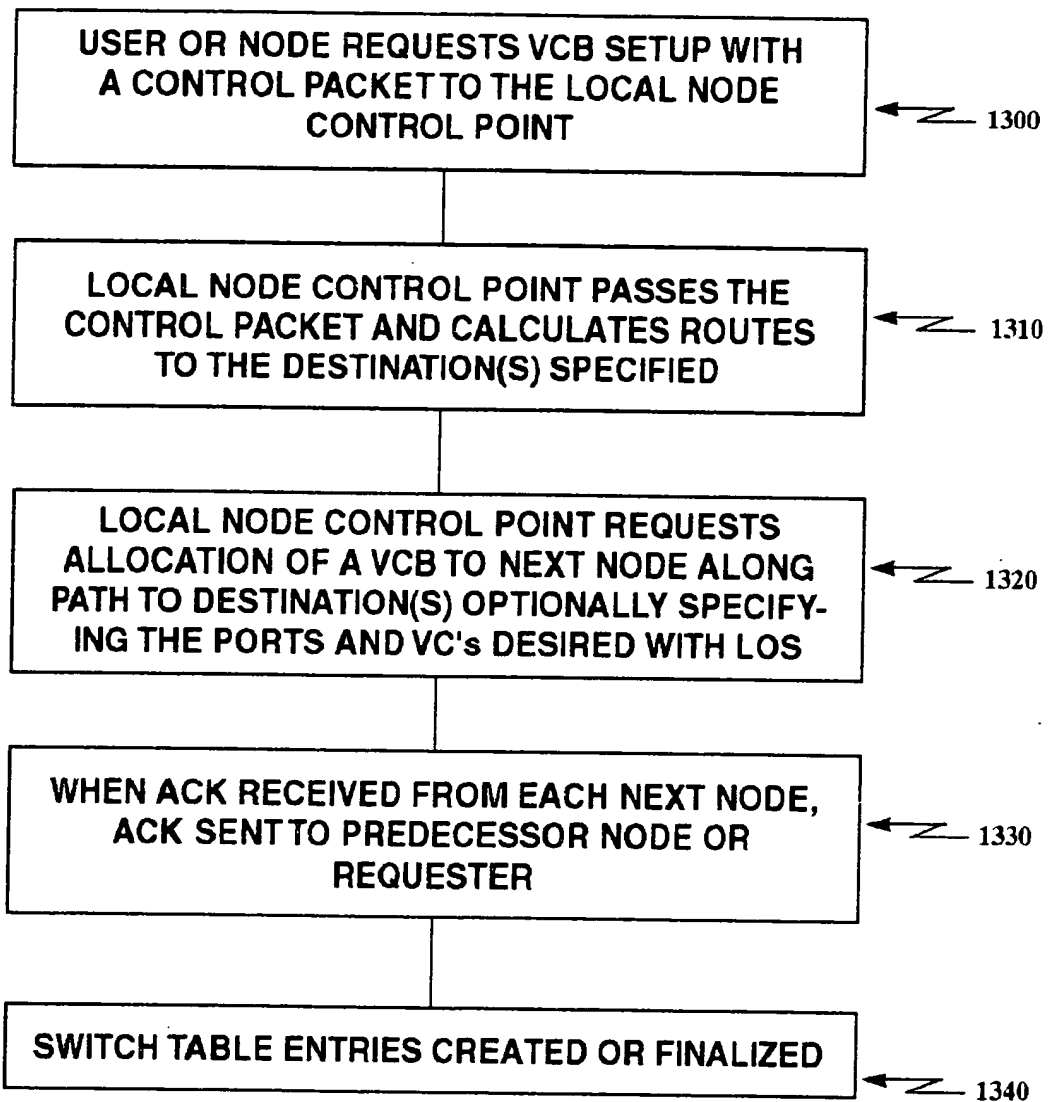 USER OR NODE REQUESTS VCB SETUP WITH
A CONTROL PACKET TO THE LOCAL NODE
CONTROL POINT
1300
LOCAL NODE CONTROL POINT PASSES THE
CONTROL PACKET AND CALCULATES ROUTES
TO THE DESTINATION(S) SPECIFIED
1310
LOCAL NODE CONTROL POINT REQUESTS
ALLOCATION OF A VCB TO NEXT NODE ALONG
PATH TO DESTINATION(S) OPTIONALLY SPECIFY-
ING THE PORTS AND VC's DESIRED WITH LOS
1320
WHEN ACK RECEIVED FROM EACH NEXT NODE,
ACK SENT TO PREDECESSOR NODE OR
REQUESTER
1330
SWITCH TABLE ENTRIES CREATED OR FINALIZED
1340